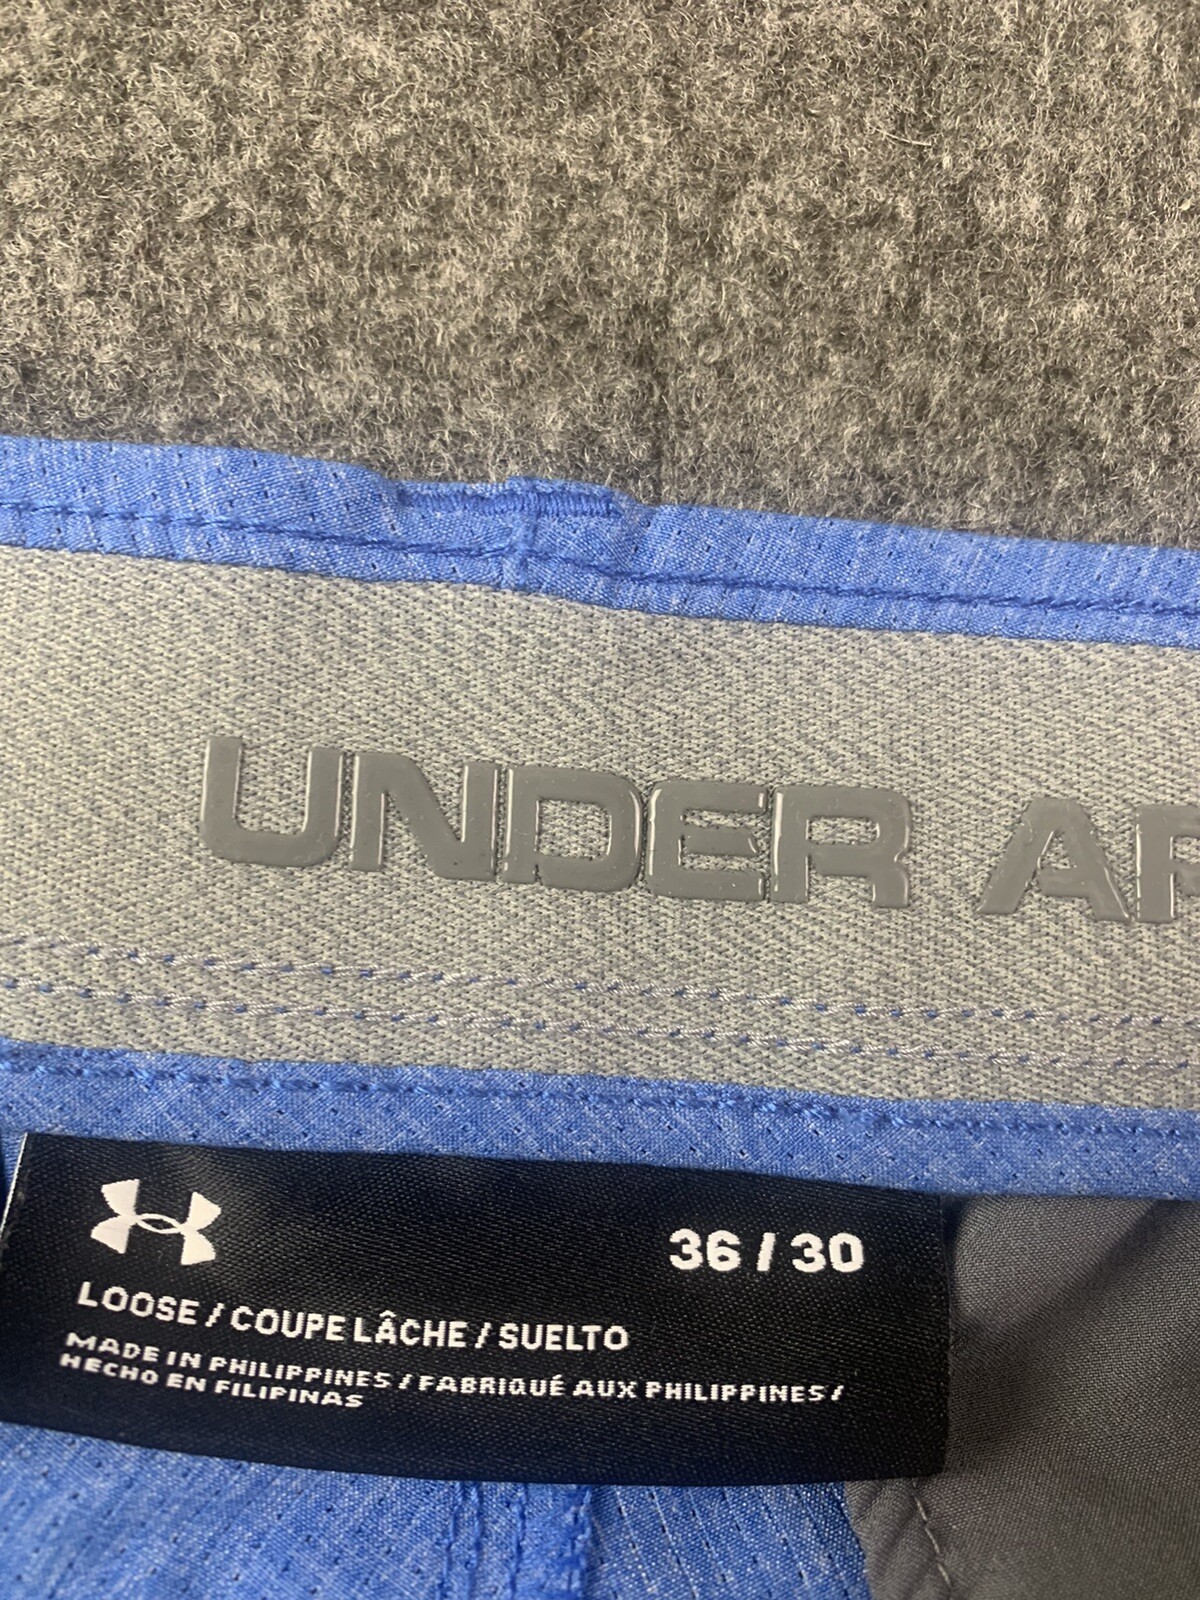 UNDER AR
36 / 30
LOOSE / COUPE LÂCHE / SUELTO
MADE IN PHILIPPINES / FABRIQUÉ AUX PHILIPPINES /
HECHO EN FILIPINAS